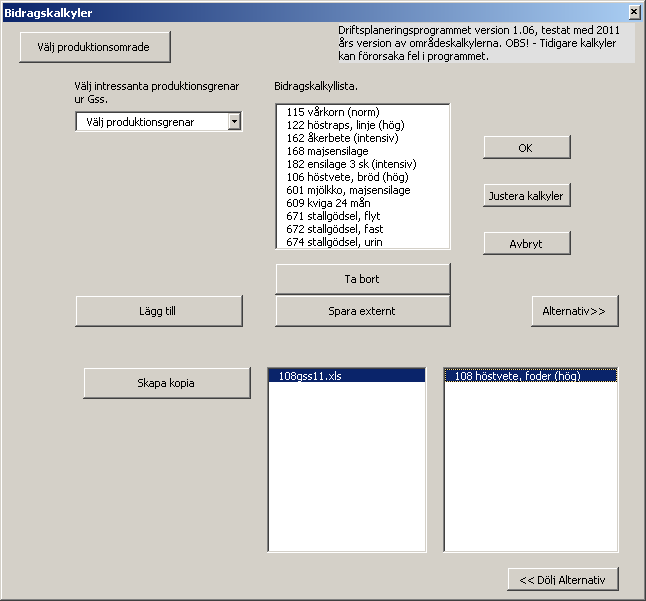 Bidragskalkyler
Välj produktionsomrade
Driftsplaneringsprogrammet version 1.06, testat med 2011
års version av områdeskalkylerna. OBS! - Tidigare kalkyler
kan förorsaka fel i programmet.
Välj intressanta produktionsgrenar
ur Gss.
Välj produktionsgrenar
Bidragskalkyllista.
115 vårkorn (norm)
122 höstraps, linje (hög)
162 åkerbete (intensiv)
168 majsensilage
182 ensilage 3 sk (intensiv)
106 höstvete, bröd (hög)
601 mjölkko, majsensilage
609 kviga 24 mån
671 stallgödsel, flyt
672 stallgödsel, fast
674 stallgödsel, urin
OK
Justera kalkyler
Avbryt
Ta bort
Lägg till
Spara externt
Alternativ>>
Skapa kopia
108gss11.xls
108 höstvete, foder (hög)
<< Dölj Alternativ